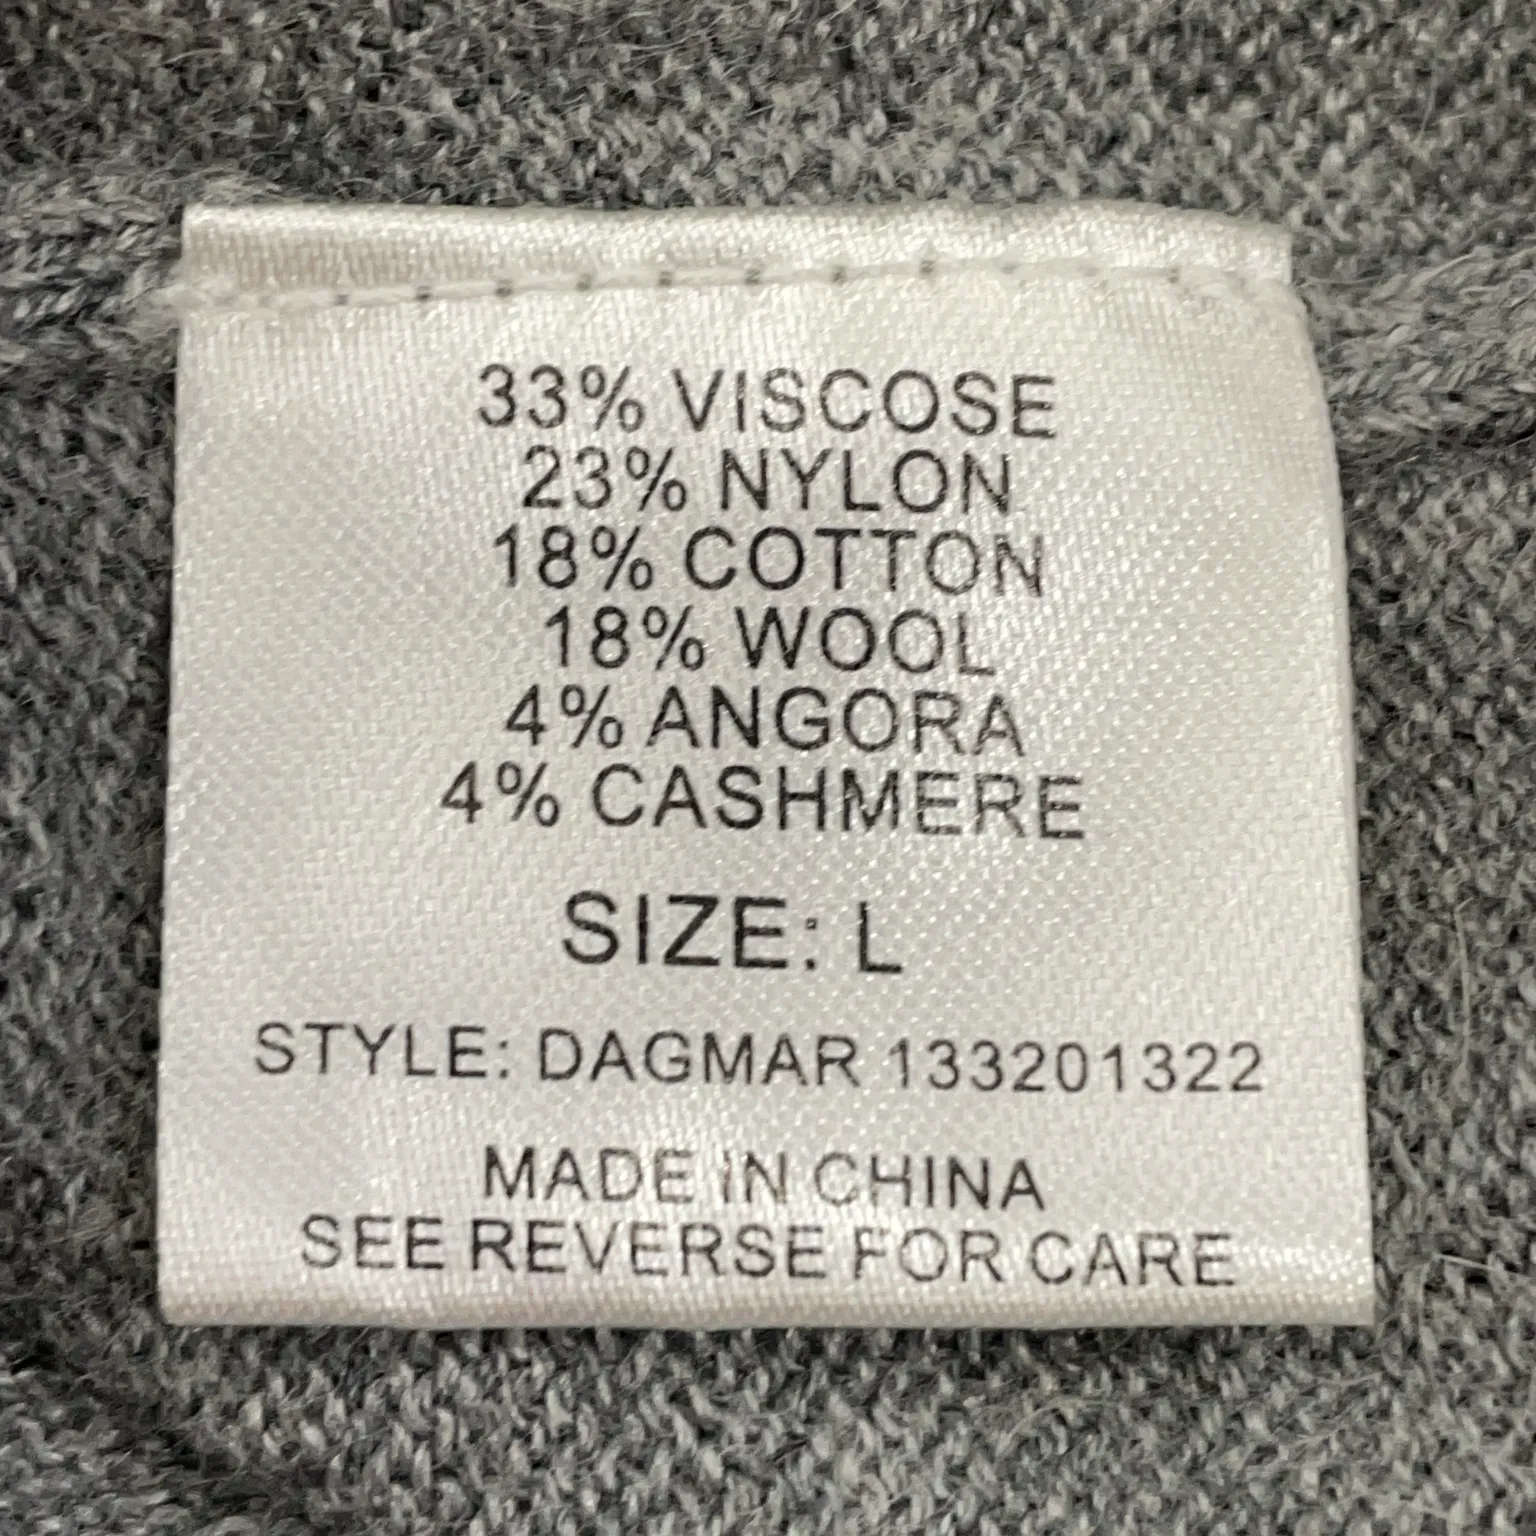 33% VISCOSE
23% NYLON
18% COTTON
18% WOOL
4% ANGORA
4% CASHMERE
SIZE: L
STYLE: DAGMAR 133201322
MADE IN CHINA
SEE REVERSE FOR CARE